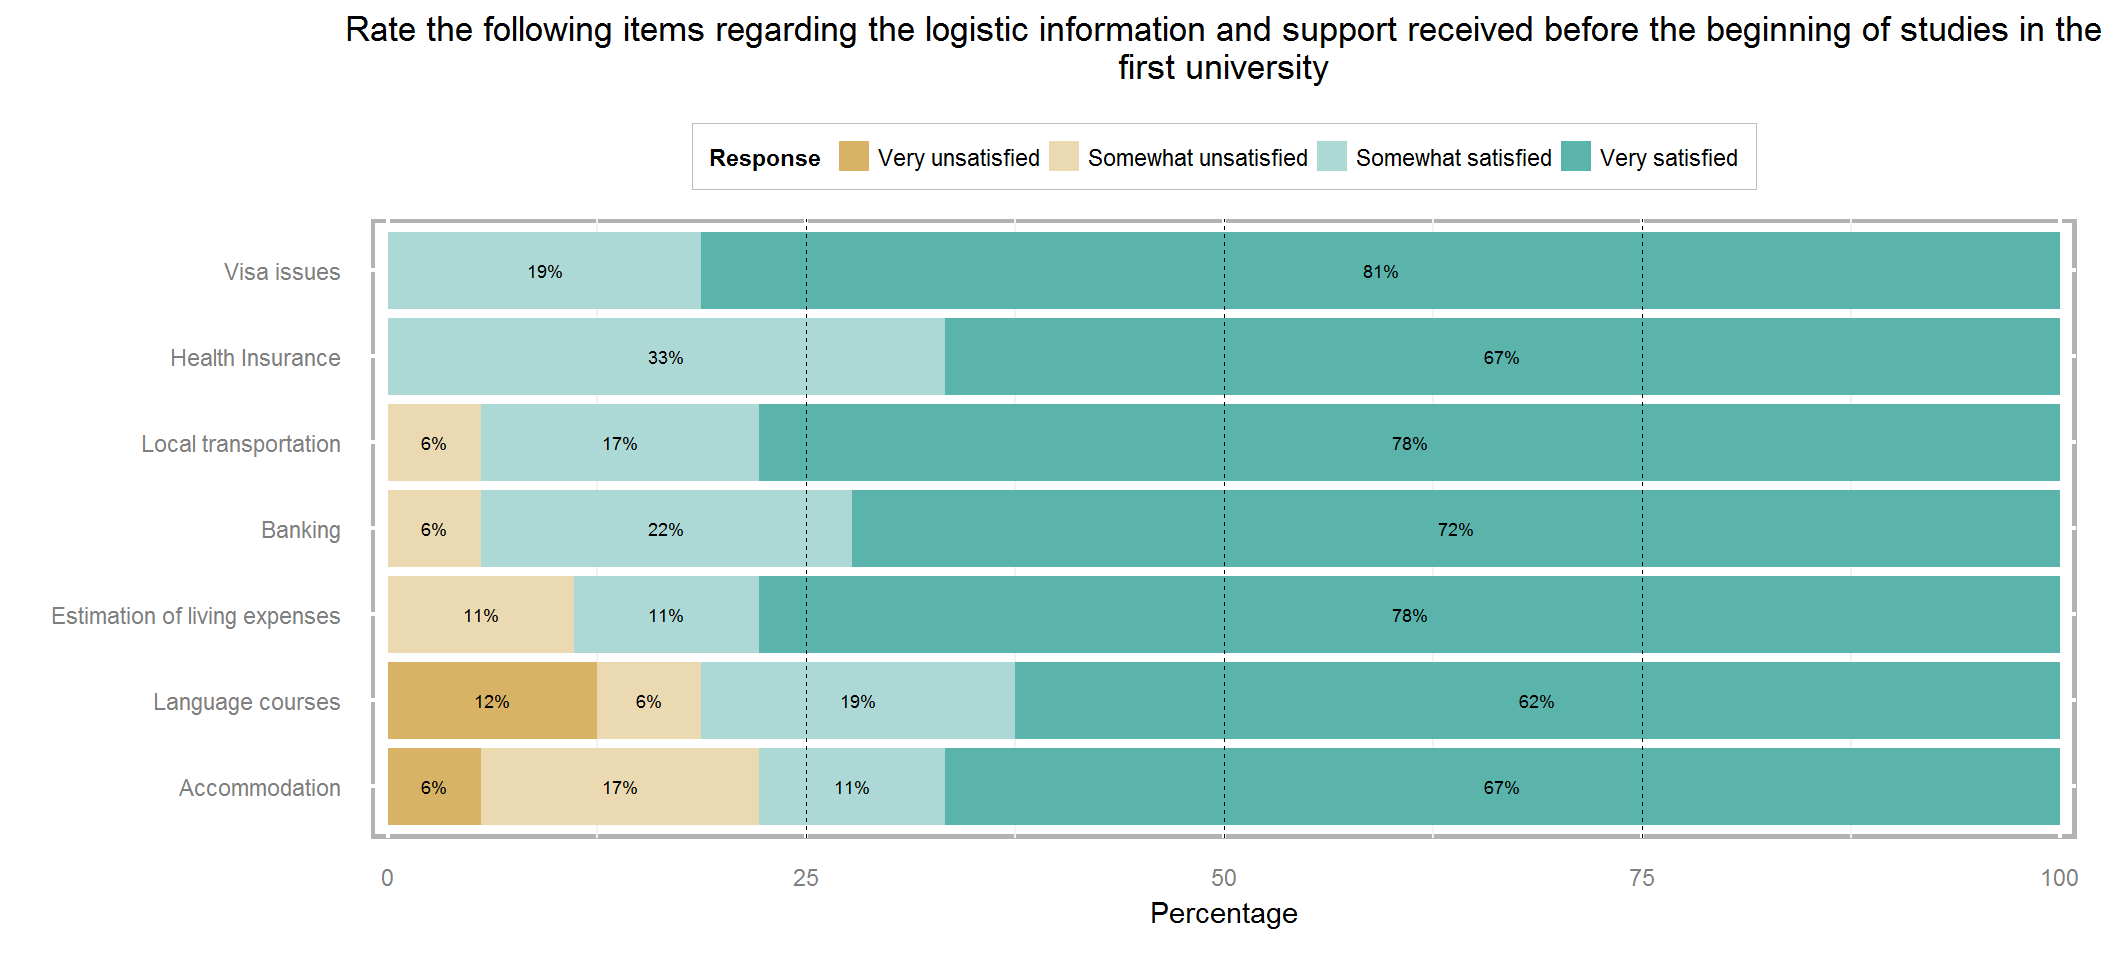 Rate the following items regarding the logistic information and support received before the beginning of studies in the
first university
Response Very unsatisfied Somewhat unsatisfied Somewhat satisfied Very satisfied
Visa issues 19% 81%
Health Insurance 33% 67%
Local transportation 6% 17% 78%
Banking 6% 22% 72%
Estimation of living expenses 11% 11% 78%
Language courses 12% 6% 19% 62%
Accommodation 6% 17% 11% 67%
0 25 50 75 100
Percentage